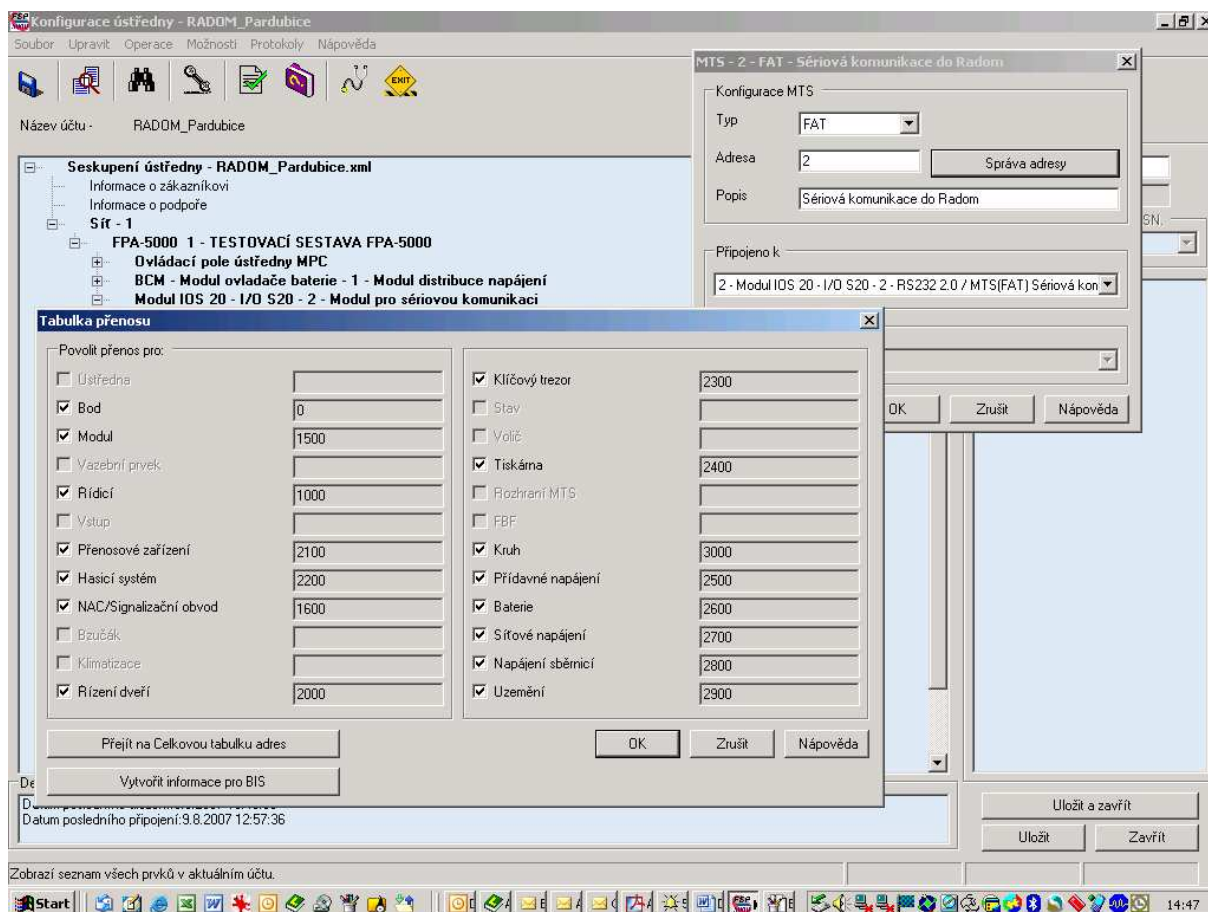 Konfigurace ústředny - RADOM_Pardubice
Soubor Upravit Operace Možnosti Protokoly Nápověda
EXIT
Název účtu - RADOM_Pardubice
Seskupení ústředny - RADOM_Pardubice.xml
Informace o zákazníkovi
Informace o podpoře
Síť - 1
FPA-5000 1 - TESTOVACÍ SESTAVA FPA-5000
Ovládací pole ústředny MPC
BCM - Modul ovladače baterie - 1 - Modul distribuce napájení
Modul IOS 20 - I/O S20 - 2 - Modul pro sériovou komunikaci
MTS - 2 - FAT - Sériová komunikace do Radom
Konfigurace MTS
Typ FAT
Adresa 2 Správa adresy
Popis Sériová komunikace do Radom
Připojeno k
2 - Modul IOS 20 - I/O S20 - 2 - RS232 2.0 / MTS(FAT) Sériová kon
OK Zrušit Nápověda
SN.
Tabulka přenosu
Povolit přenos pro:
Ústředna
Bod 0
Modul 1500
Vazební prvek
Řídicí 1000
Vstup
Přenosové zařízení 2100
Hasicí systém 2200
NAC/Signalizační obvod 1600
Bzučák
Klimatizace
Řízení dveří 2000
Klíčový trezor 2300
Stav
Volič
Tiskárna 2400
Rozhraní MTS
FBF
Kruh 3000
Přídavné napájení 2500
Baterie 2600
Síťové napájení 2700
Napájení sběrnicí 2800
Uzemění 2900
Přejít na Celkovou tabulku adres
OK Zrušit Nápověda
Vytvořit informace pro BIS
Datum posledního připojení:9.8.2007 12:57:36
Uložit a zavřít
Uložit Zavřít
Zobrazí seznam všech prvků v aktuálním účtu.
Start 14:47